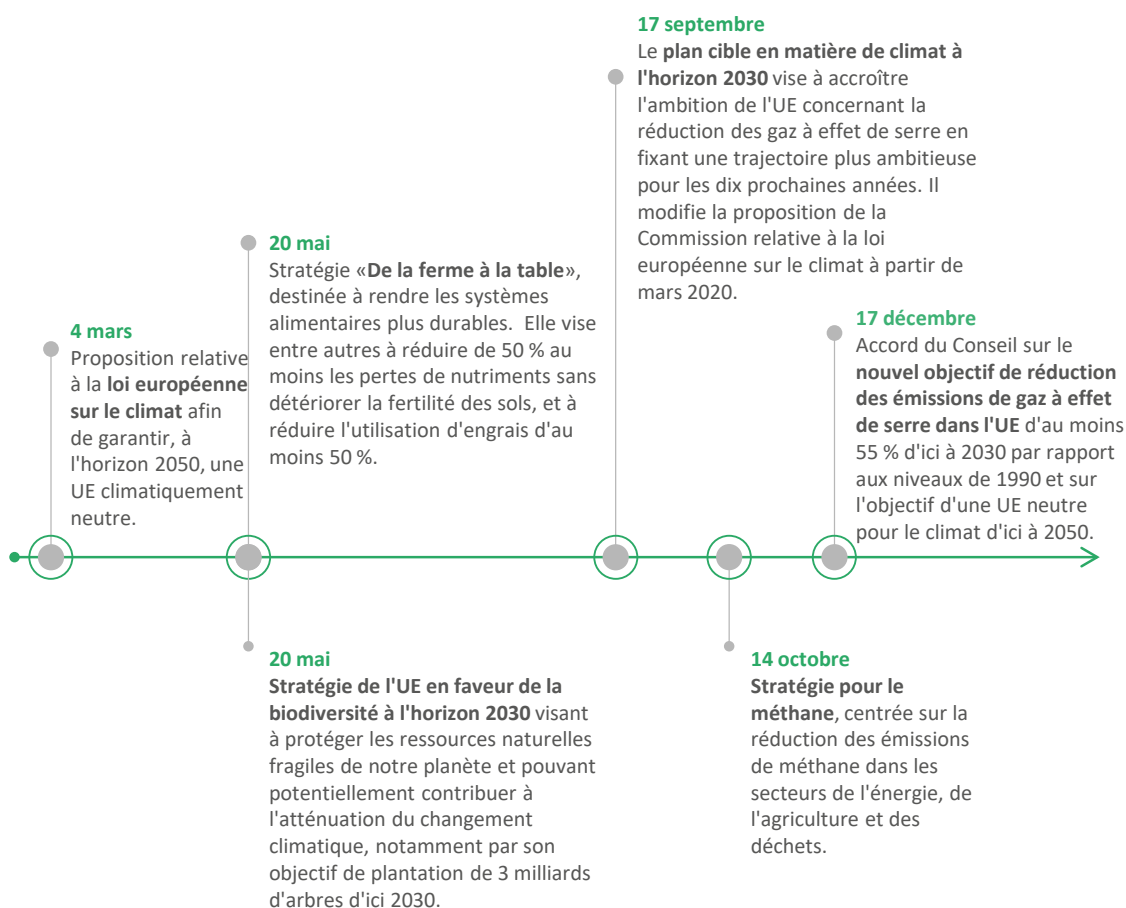 4 mars
Proposition relative
à la loi européenne
sur le climat afin
de garantir, à
l'horizon 2050, une
UE climatiquement
neutre.
20 mai
Stratégie «De la ferme à la table»,
destinée à rendre les systèmes
alimentaires plus durables.  Elle vise
entre autres à réduire de 50 % au
moins les pertes de nutriments sans
détériorer la fertilité des sols, et à
réduire l'utilisation d'engrais d'au
moins 50 %.
20 mai
Stratégie de l'UE en faveur de la
biodiversité à l'horizon 2030 visant
à protéger les ressources naturelles
fragiles de notre planète et pouvant
potentiellement contribuer à
l'atténuation du changement
climatique, notamment par son
objectif de plantation de 3 milliards
d'arbres d'ici 2030.
17 septembre
Le plan cible en matière de climat à
l'horizon 2030 vise à accroître
l'ambition de l'UE concernant la
réduction des gaz à effet de serre en
fixant une trajectoire plus ambitieuse
pour les dix prochaines années. Il
modifie la proposition de la
Commission relative à la loi
européenne sur le climat à partir de
mars 2020.
14 octobre
Stratégie pour le
méthane, centrée sur la
réduction des émissions
de méthane dans les
secteurs de l'énergie, de
l'agriculture et des
déchets.
17 décembre
Accord du Conseil sur le
nouvel objectif de réduction
des émissions de gaz à effet
de serre dans l'UE d'au moins
55 % d'ici à 2030 par rapport
aux niveaux de 1990 et sur
l'objectif d'une UE neutre
pour le climat d'ici à 2050.